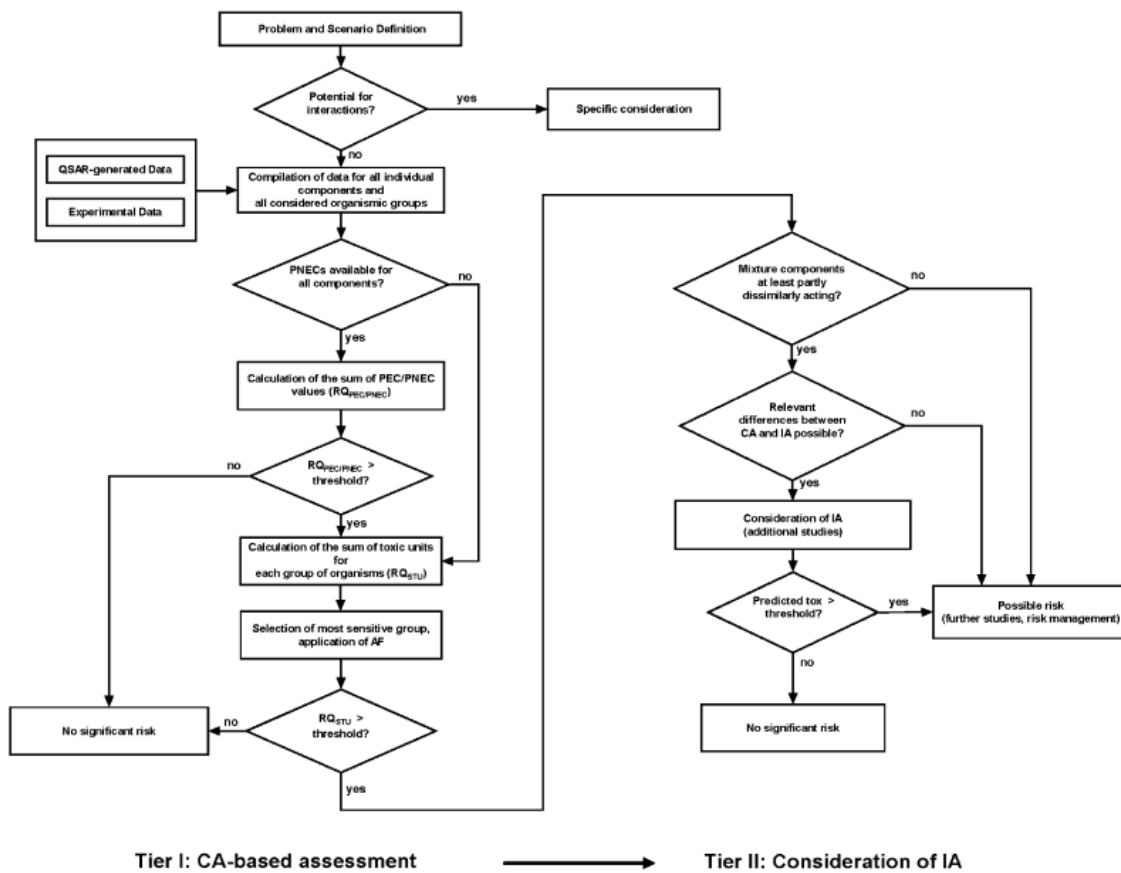 Problem and Scenario Definition
Potential for
interactions?
yes
Specific consideration
no
QSAR-generated Data
Experimental Data
Compilation of data for all individual
components and
all considered organismic groups
PNECs available for
all components?
no
yes
Calculation of the sum of PEC/PNEC
values (RQPEC/PNEC)
RQPEC/PNEC >
threshold?
no
yes
Calculation of the sum of toxic units
for
each group of organisms (RQSTU)
Selection of most sensitive group,
application of AF
RQSTU >
threshold?
no
No significant risk
yes
Mixture components
at least partly
dissimilarly acting?
no
yes
Relevant
differences between
CA and IA possible?
no
yes
Consideration of IA
(additional studies)
Predicted tox >
threshold?
yes
Possible risk
(further studies, risk management)
no
No significant risk
Tier I: CA-based assessment
Tier II: Consideration of IA